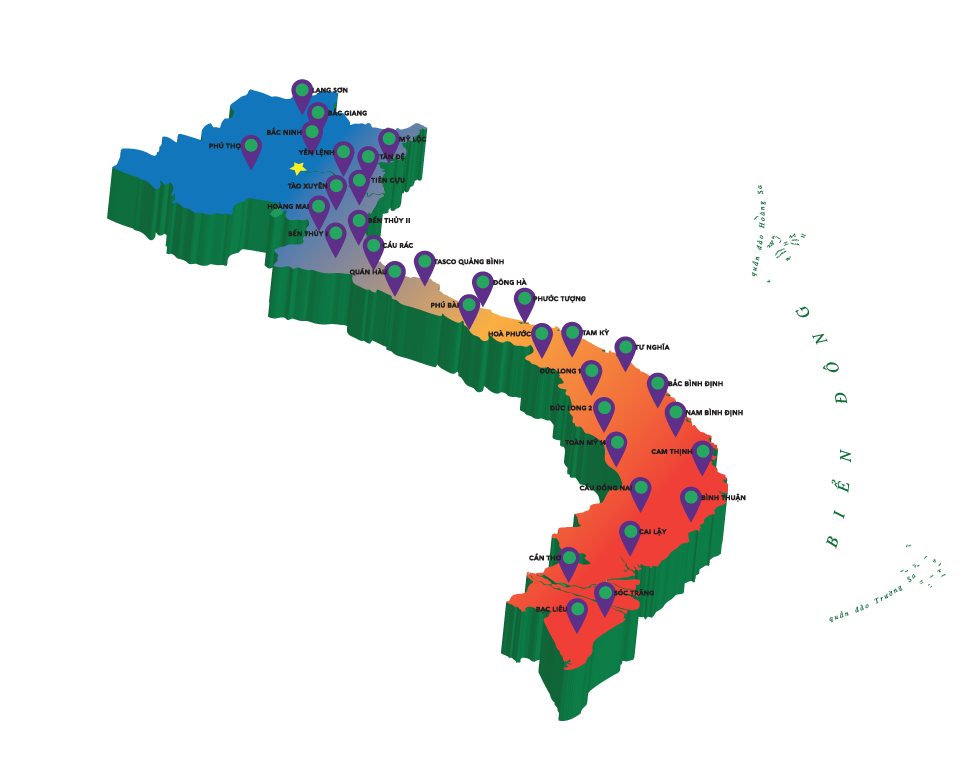 LẠNG SƠN
BẮC GIANG
BẮC NINH
MỸ LỘC
PHÚ THỌ
YÊN LỆNH
TÂN ĐỆ
TIÊN CỰU
TÀO XUYÊN
HOÀNG MAI
BẾN THỦY II
BẾN THỦY I
CẦU RÁC
TASCO QUẢNG BÌNH
QUÁN HÀU
ĐÔNG HÀ
PHƯỚC TƯỢNG
PHÚ BÀI
HOÀ PHƯỚC
TAM KỲ
TƯ NGHĨA
ĐỨC LONG 1
BẮC BÌNH ĐỊNH
ĐỨC LONG 2
NAM BÌNH ĐỊNH
TOÀN MỸ 14
CAM THỊNH
CẦU ĐỒNG NAI
BÌNH THUẬN
CAI LẬY
CẦN THƠ
SÓC TRĂNG
BẠC LIÊU
quần đảo Hoàng Sa
BIỂN ĐÔNG
quần đảo Trường Sa